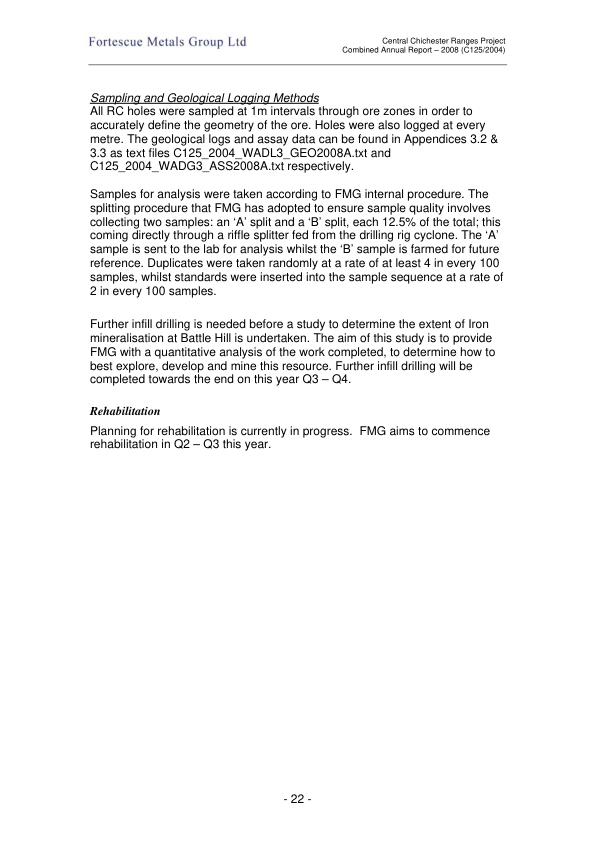 Fortescue Metals Group Ltd
Central Chichester Ranges Project
Combined Annual Report – 2008 (C125/2004)
Sampling and Geological Logging Methods
All RC holes were sampled at 1m intervals through ore zones in order to
accurately define the geometry of the ore. Holes were also logged at every
metre. The geological logs and assay data can be found in Appendices 3.2 &
3.3 as text files C125_2004_WADL3_GEO2008A.txt and
C125_2004_WADG3_ASS2008A.txt respectively.
Samples for analysis were taken according to FMG internal procedure. The
splitting procedure that FMG has adopted to ensure sample quality involves
collecting two samples: an ‘A’ split and a ‘B’ split, each 12.5% of the total; this
coming directly through a riffle splitter fed from the drilling rig cyclone. The ‘A’
sample is sent to the lab for analysis whilst the ‘B’ sample is farmed for future
reference. Duplicates were taken randomly at a rate of at least 4 in every 100
samples, whilst standards were inserted into the sample sequence at a rate of
2 in every 100 samples.
Further infill drilling is needed before a study to determine the extent of Iron
mineralisation at Battle Hill is undertaken. The aim of this study is to provide
FMG with a quantitative analysis of the work completed, to determine how to
best explore, develop and mine this resource. Further infill drilling will be
completed towards the end on this year Q3 – Q4.
Rehabilitation
Planning for rehabilitation is currently in progress.  FMG aims to commence
rehabilitation in Q2 – Q3 this year.
- 22 -